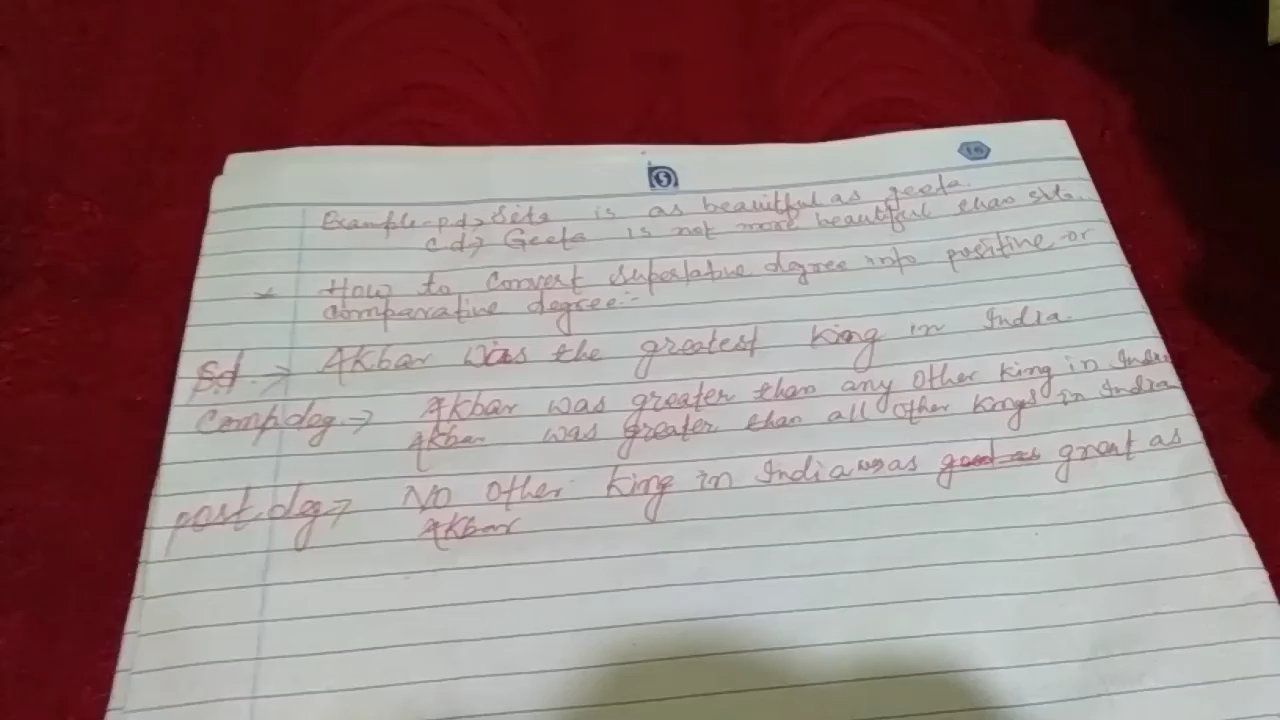 Example- p.d→ Sita is as beautiful as geeta.
c.d→ Geeta is not more beautiful than sita.
* How to convert superlative dgree into positive or
comparative degree:-
S.d. → Akbar was the greatest king in India.
Comp.deg → Akbar was greater than any other king in India
Akbar was greater than all other kings in India
post.deg → No other king in India was as great as
Akbar